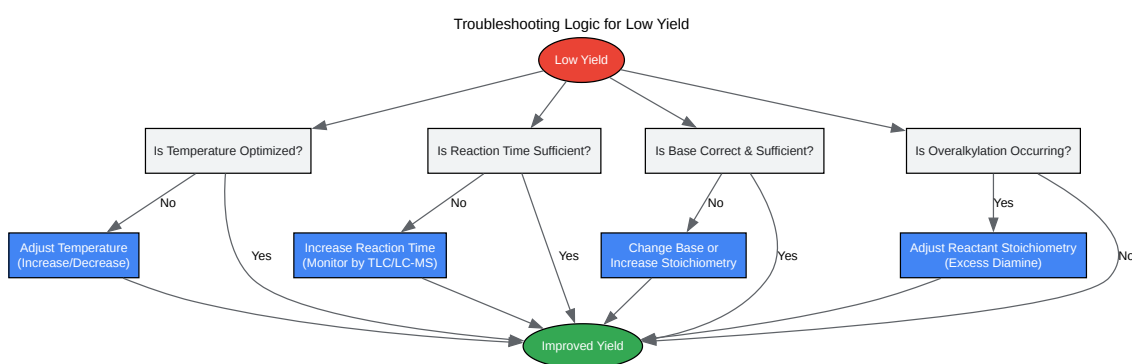 Troubleshooting Logic for Low Yield
Low Yield
Is Temperature Optimized?
Is Reaction Time Sufficient?
Is Base Correct & Sufficient?
Is Overalkylation Occurring?
No
No
No
Yes
Adjust Temperature
(Increase/Decrease)
Yes
Increase Reaction Time
(Monitor by TLC/LC-MS)
Yes
Change Base or
Increase Stoichiometry
Yes
Adjust Reactant Stoichiometry
(Excess Diamine)
No
Improved Yield